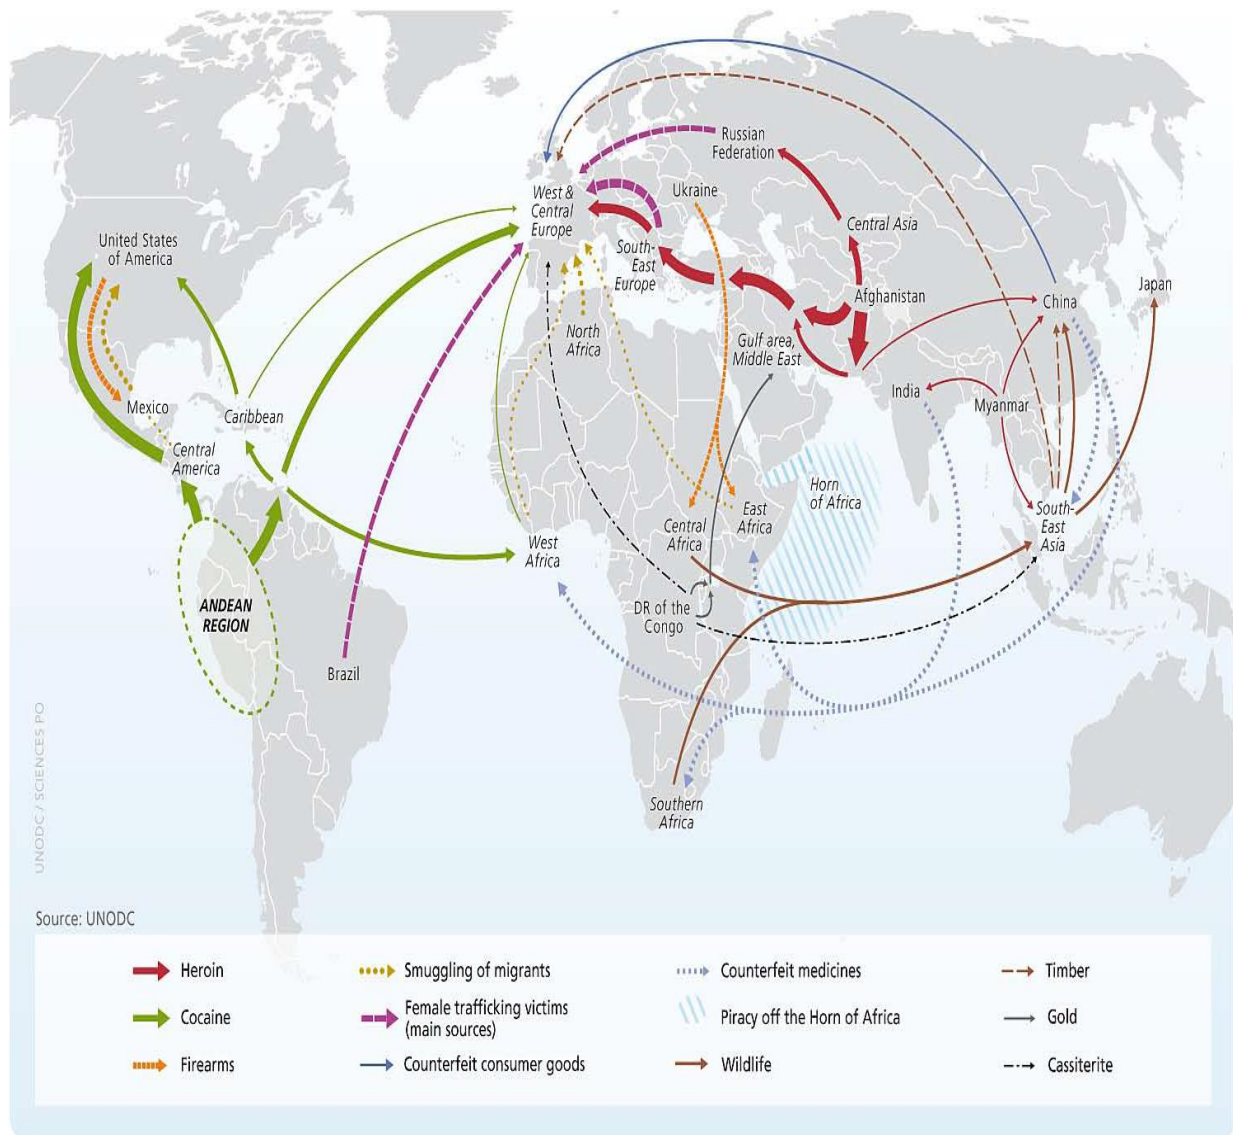 Russian
Federation
West &
Central
Europe
Ukraine
United States
of America
South-
East
Europe
Central Asia
Afghanistan
Japan
China
North
Africa
Gulf area,
Middle East
India
Myanmar
Mexico
Caribbean
Central
America
Horn
of Africa
West
Africa
Central
Africa
East
Africa
South-
East
Asia
ANDEAN
REGION
DR of the
Congo
Brazil
Southern
Africa
UNODC / SCIENCES PO
Source: UNODC
Heroin
Smuggling of migrants
Counterfeit medicines
Timber
Cocaine
Female trafficking victims
(main sources)
Piracy off the Horn of Africa
Gold
Firearms
Counterfeit consumer goods
Wildlife
Cassiterite